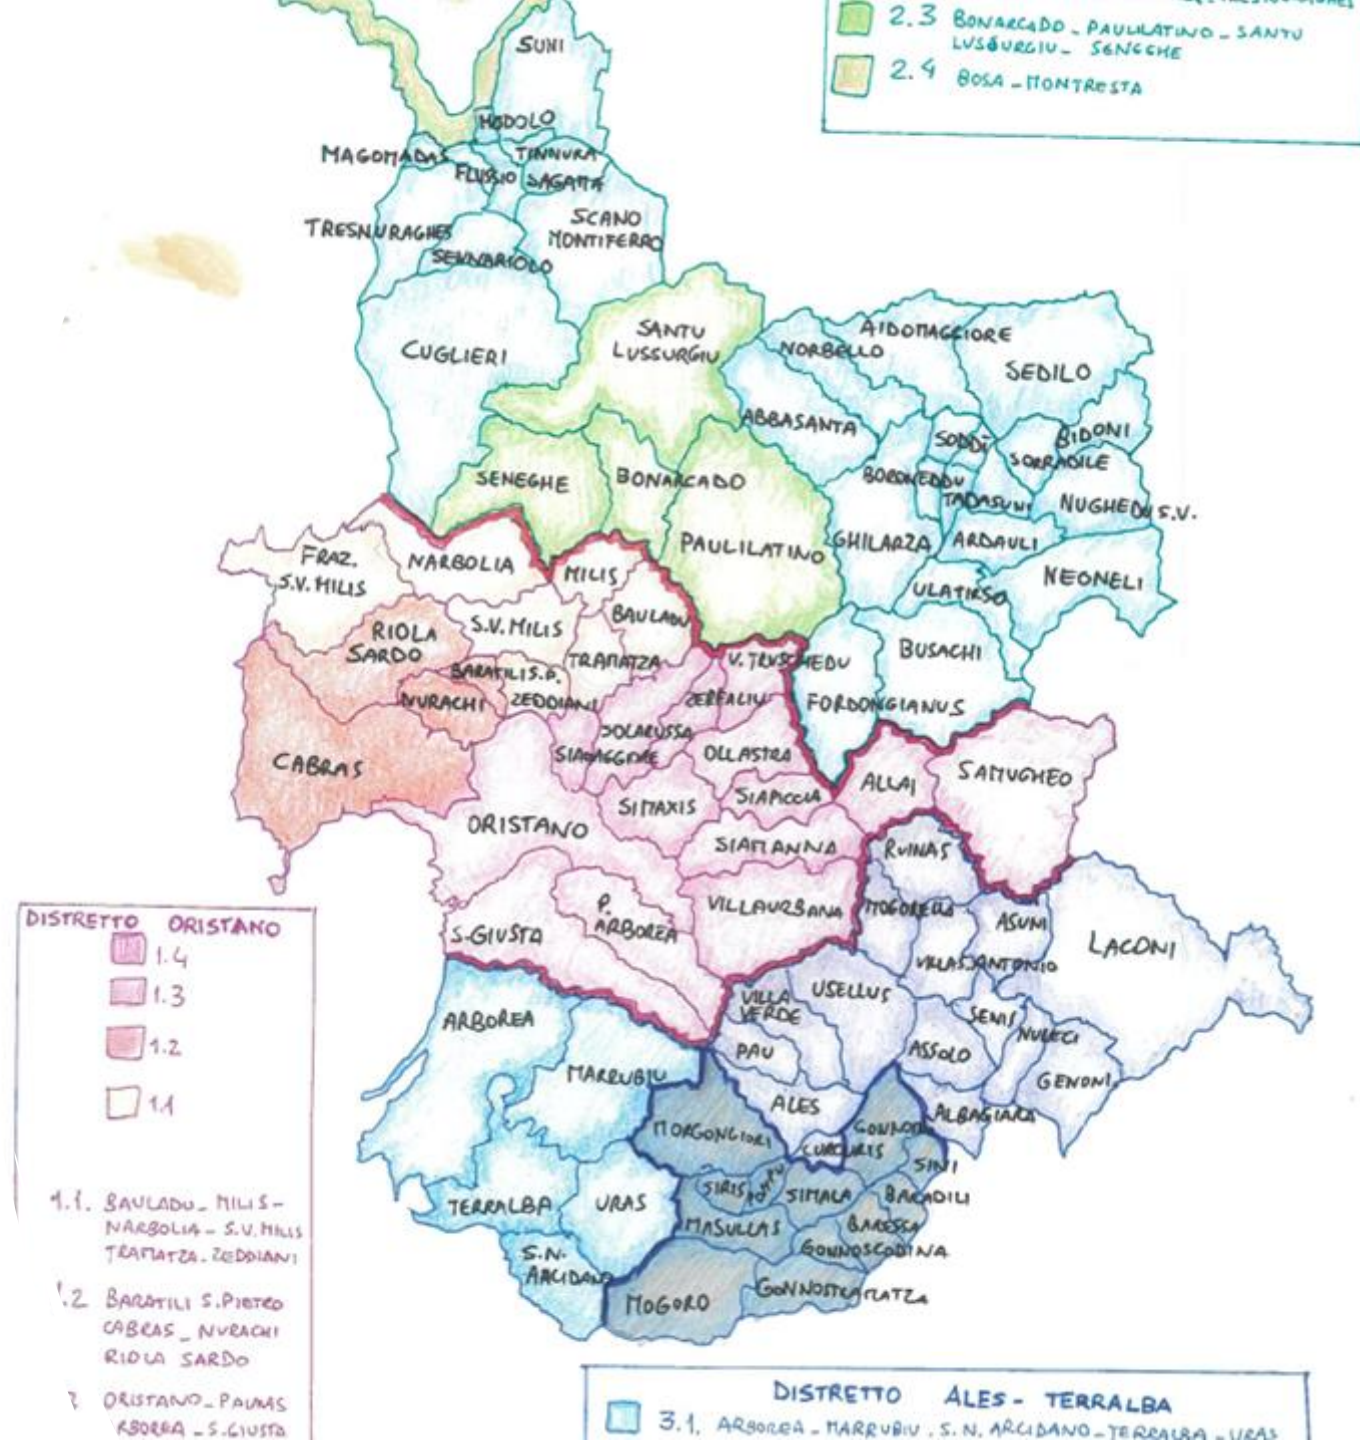 2.3 BONARCADO - PAULILATINO - SANTU
LUSSURGIU - SENEGHE
2.4 BOSA - MONTRESTA
SUNI
MODOLO
MAGOMADAS
TINNURA
FLUSSIO
SAGAMA
TRESNURAGHES
SCANO
MONTIFERRO
SENNARIOLO
CUGLIERI
SANTU
LUSSURGIU
NORBELLO
AIDOMAGGIORE
SEDILO
ABBASANTA
SODDÌ
BIDONI
SORRADILE
SENEGHE
BONARCADO
BORONEDDU
TADASUNI
NUGHEDU S.V.
PAULILATINO
GHILARZA
ARDAULI
FRAZ.
S.V. MILIS
NARBOLIA
MILIS
ULATIRSO
NEONELI
RIOLA
SARDO
S.V. MILIS
BAULADU
TRAMATZA
V. TRUSCHEDU
BUSACHI
BARATILI S.P.
NURACHI
ZEDDIANI
ZERFALIU
FORDONGIANUS
SOLARUSSA
SIAMAGGIORE
OLLASTRA
CABRAS
ALLAI
SAMUGHEO
SIMAXIS
SIAPICCIA
ORISTANO
SIAMANNA
RUINAS
S.GIUSTA
P.
ARBOREA
VILLAURBANA
MOGORELLA
ASUNI
LACONI
VILLAS.ANTONIO
DISTRETTO ORISTANO
1.4
1.3
1.2
1.1
ARBOREA
VILLA
VERDE
USELLUS
SENIS
NURECI
PAU
ASSOLO
GENONI
MARRUBIU
ALES
ALBAGIARA
MORGONGIORI
CURCURIS
GONNOS
SINI
TERRALBA
URAS
SIRIS
POMPU
SIMALA
BARADILI
MASULLAS
BARESSA
GONNOSCODINA
S.N.
ARCIDANO
MOGORO
GONNOSTRAMATZA
1.1. BAULADU - MILIS -
NARBOLIA - S.V. MILIS
TRAMATZA - ZEDDIANI
1.2 BARATILI S.PIETRO
CABRAS - NURACHI
RIOLA SARDO
ORISTANO - PALMAS
RBOREA - S.GIUSTA
DISTRETTO ALES - TERRALBA
3.1. ARBOREA - MARRUBIU - S.N. ARCIDANO - TERRALBA - URAS